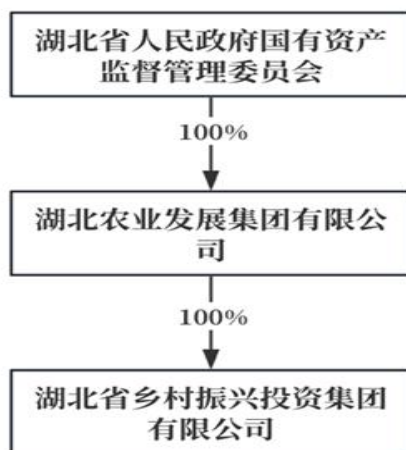 湖北省人民政府国有资产
监督管理委员会
100%
湖北农业发展集团有限公
司
100%
湖北省乡村振兴投资集团
有限公司